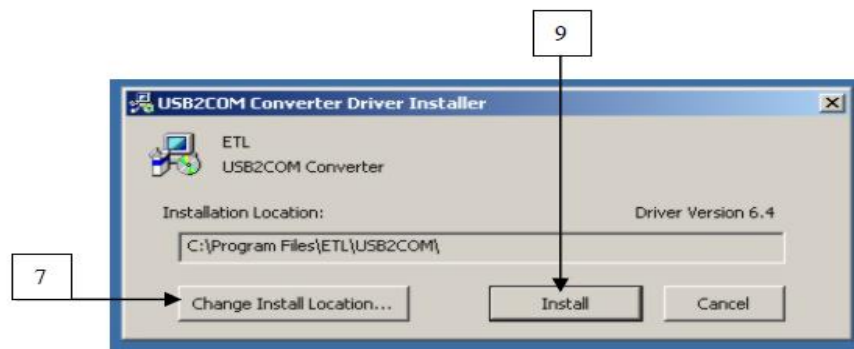 9
USB2COM Converter Driver Installer
ETL
USB2COM Converter
Installation Location: Driver Version 6.4
C:\Program Files\ETL\USB2COM\
7
Change Install Location... Install Cancel